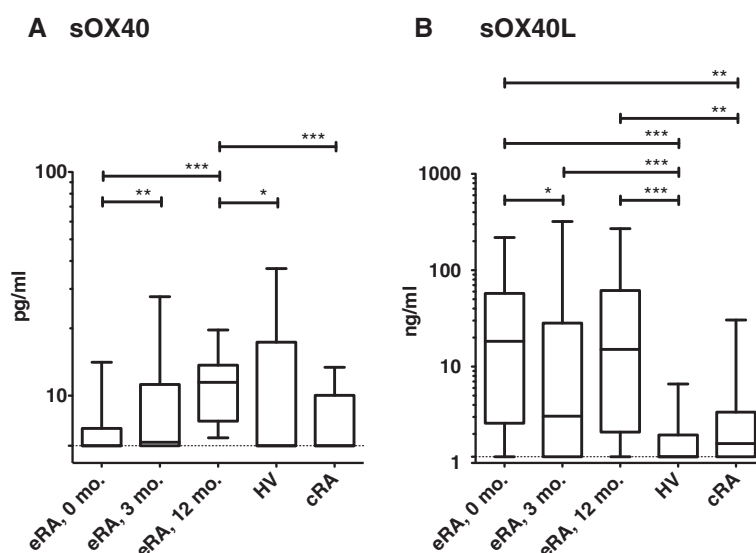 A sOX40
B sOX40L
***
***
**
*
100
10
pg/ml
eRA, 0 mo.
eRA, 3 mo.
eRA, 12 mo.
HV
cRA
**
**
***
***
*
***
1000
100
10
1
ng/ml
eRA, 0 mo.
eRA, 3 mo.
eRA, 12 mo.
HV
cRA